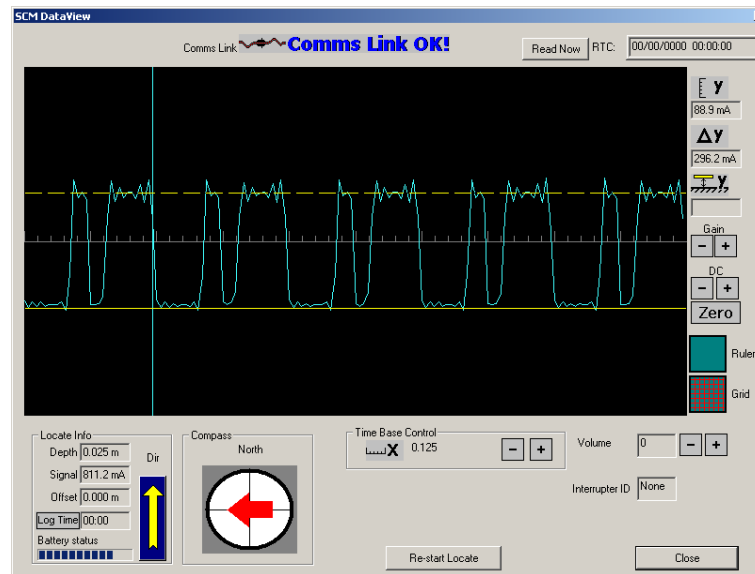 SCM DataView
Comms Link Comms Link OK! Read Now RTC: 00/00/0000 00:00:00
y
88.9 mA
Δy
296.2 mA
y
Gain
- +
DC
- +
Zero
Ruler
Grid
Locate Info
Depth 0.025 m
Dir
Signal 811.2 mA
Offset 0.000 m
Log Time 00:00
Battery status
Compass
North
Time Base Control
X 0.125 - +
Volume 0 - +
Interrupter ID None
Re-start Locate
Close